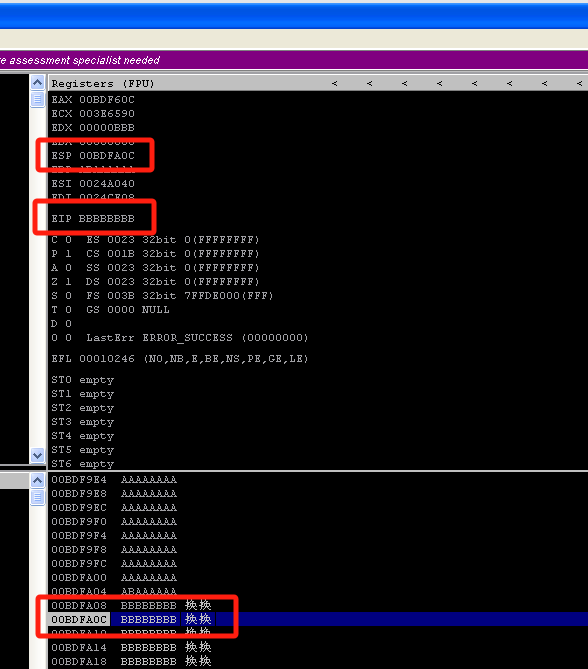 assessment specialist needed
Registers (FPU) < < < < < < < <
EAX 00BDF60C
ECX 003E6590
EDX 00000BBB
00000000
ESP 00BDFA0C
ESI 0024A040
EDI
EIP BBBBBBBB
C 0 ES 0023 32bit 0(FFFFFFFF)
P 1 CS 001B 32bit 0(FFFFFFFF)
A 0 SS 0023 32bit 0(FFFFFFFF)
Z 1 DS 0023 32bit 0(FFFFFFFF)
S 0 FS 003B 32bit 7FFDE000(FFF)
T 0 GS 0000 NULL
D 0
O 0 LastErr ERROR_SUCCESS (00000000)
EFL 00010246 (NO,NB,E,BE,NS,PE,GE,LE)
ST0 empty
ST1 empty
ST2 empty
ST3 empty
ST4 empty
ST5 empty
ST6 empty
00BDF9E4 AAAAAAAA
00BDF9E8 AAAAAAAA
00BDF9EC AAAAAAAA
00BDF9F0 AAAAAAAA
00BDF9F4 AAAAAAAA
00BDF9F8 AAAAAAAA
00BDF9FC AAAAAAAA
00BDFA00 AAAAAAAA
00BDFA04 ABAAAAAA
00BDFA08 BBBBBBBB 换换
00BDFA0C BBBBBBBB 换换
00BDFA10 BBBBBBBB 换换
00BDFA14 BBBBBBBB 换换
00BDFA18 BBBBBBBB 换换